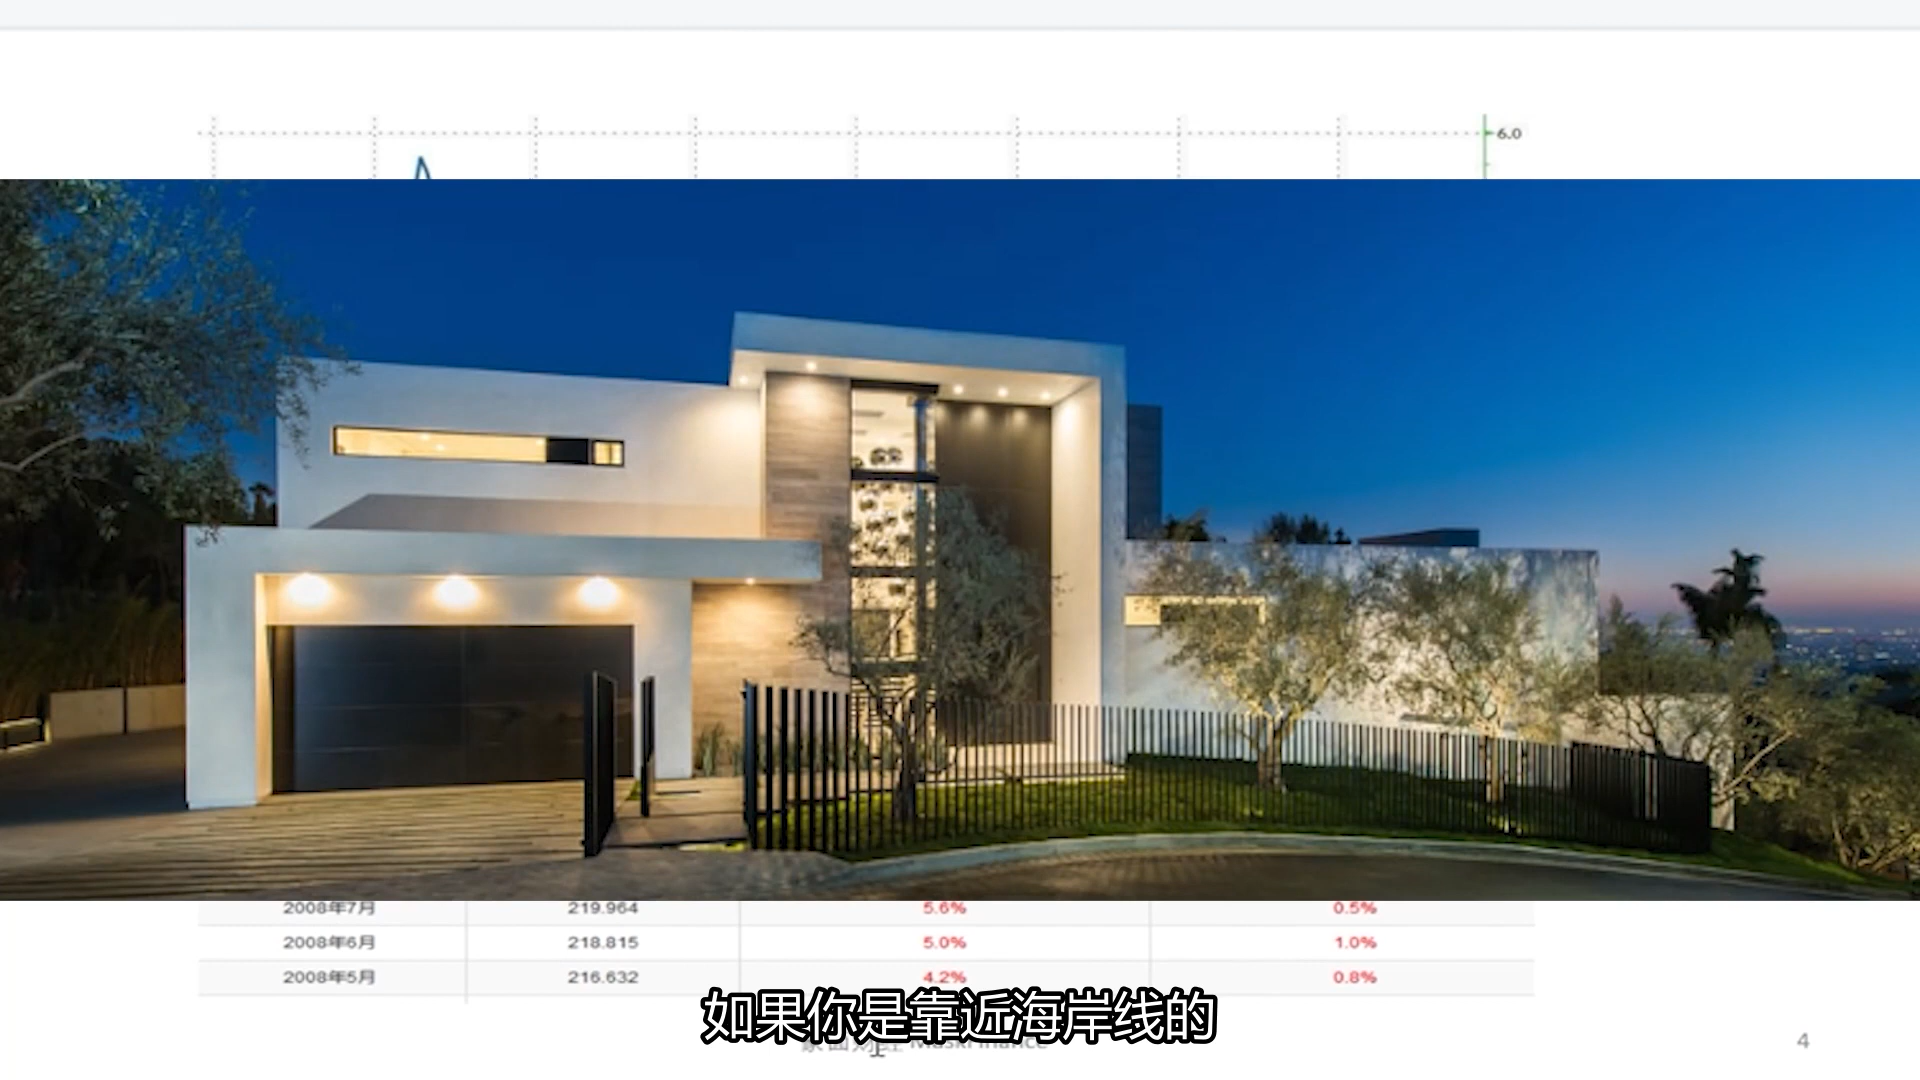 6.0
2008年7月 219.964 5.6% 0.5%
2008年6月 218.815 5.0% 1.0%
2008年5月 216.632 4.2% 0.8%
如果你是靠近海岸线的
4